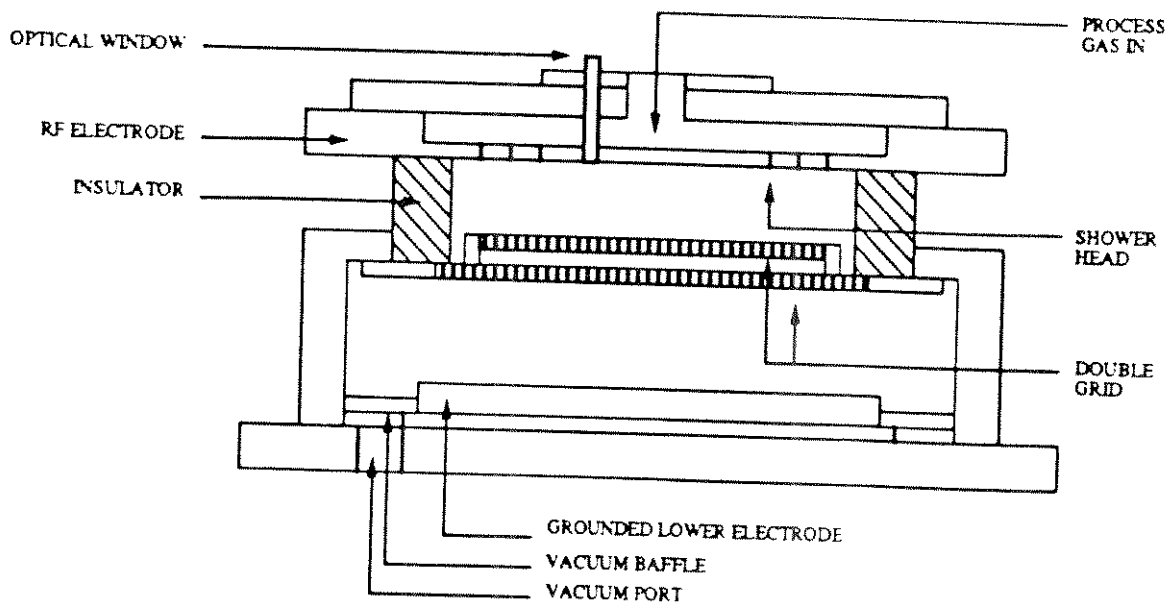 OPTICAL WINDOW
PROCESS
GAS IN
RF ELECTRODE
INSULATOR
SHOWER
HEAD
DOUBLE
GRID
GROUNDED LOWER ELECTRODE
VACUUM BAFFLE
VACUUM PORT